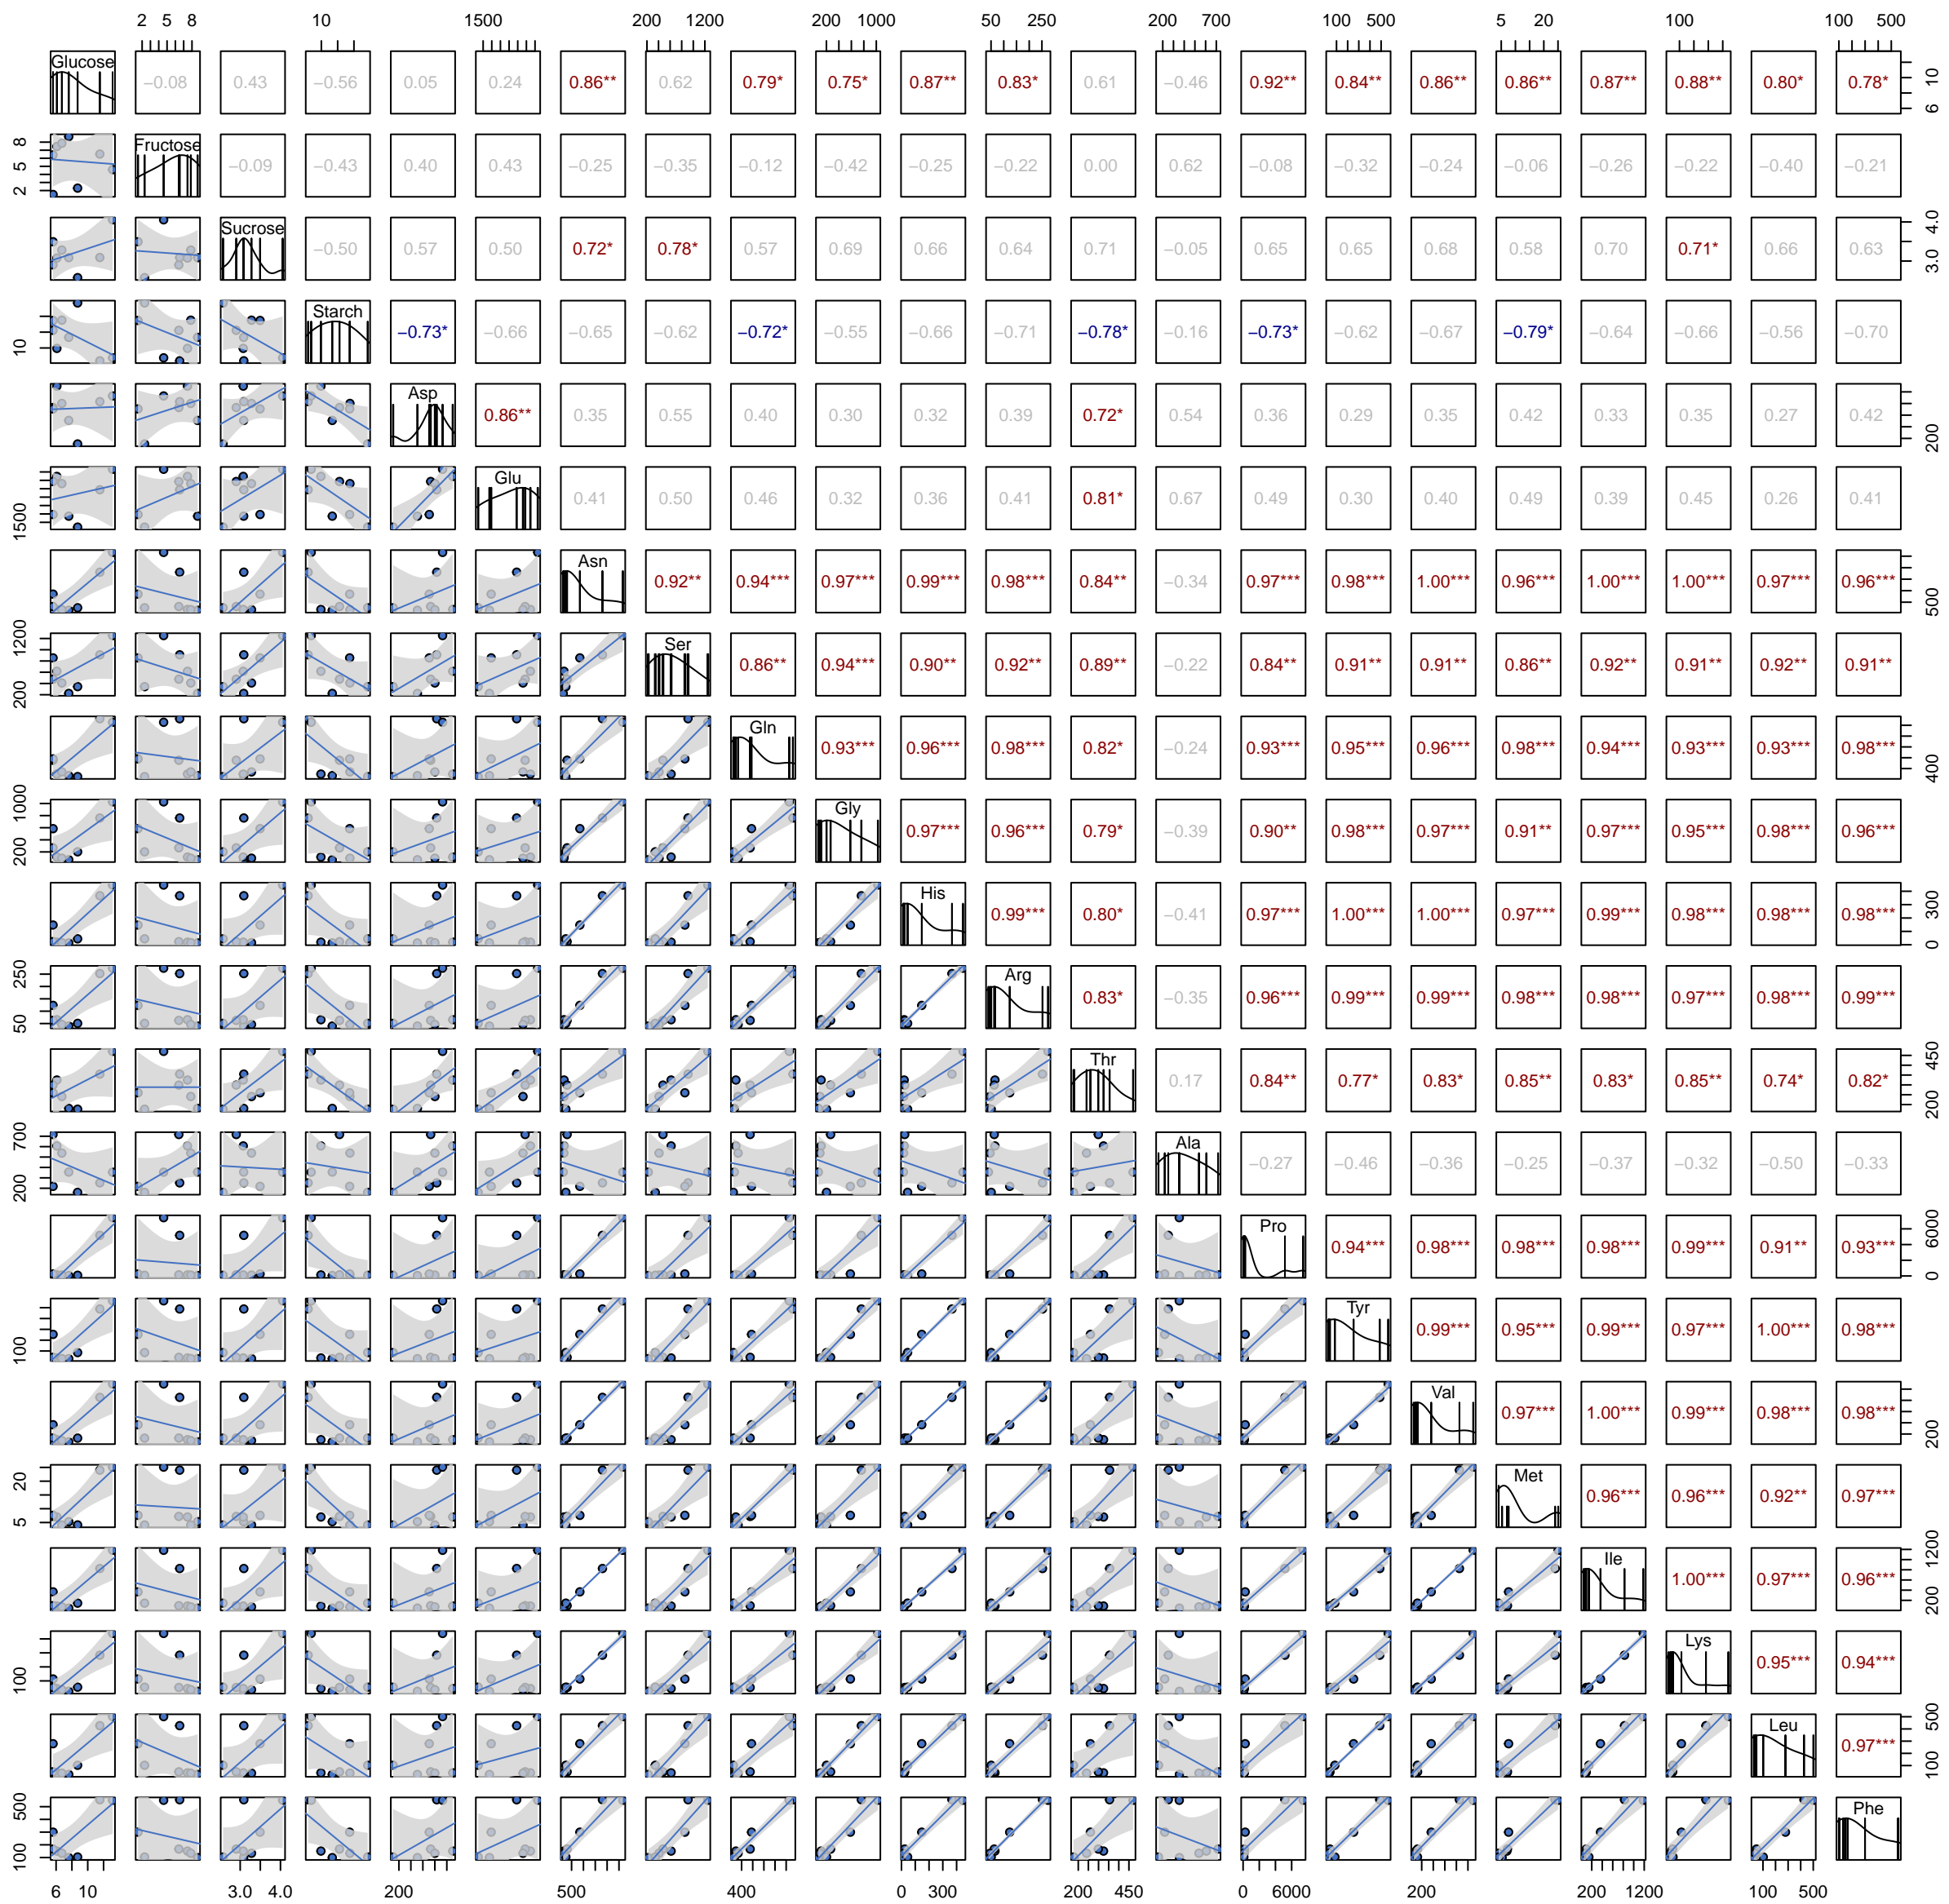 2 5 8 10 1500 200 1200 200 1000 50 250 200 700 100 500 5 20 100 100 500
Glucose −0.08 0.43 −0.56 0.05 0.24 0.86** 0.62 0.79* 0.75* 0.87** 0.83* 0.61 −0.46 0.92** 0.84** 0.86** 0.86** 0.87** 0.88** 0.80* 0.78* 6 10
2 5 8 Fructose −0.09 −0.43 0.40 0.43 −0.25 −0.35 −0.12 −0.42 −0.25 −0.22 0.00 0.62 −0.08 −0.32 −0.24 −0.06 −0.26 −0.22 −0.40 −0.21
Sucrose −0.50 0.57 0.50 0.72* 0.78* 0.57 0.69 0.66 0.64 0.71 −0.05 0.65 0.65 0.68 0.58 0.70 0.71* 0.66 0.63 3.0 4.0
10 Starch −0.73* −0.66 −0.65 −0.62 −0.72* −0.55 −0.66 −0.71 −0.78* −0.16 −0.73* −0.62 −0.67 −0.79* −0.64 −0.66 −0.56 −0.70
Asp 0.86** 0.35 0.55 0.40 0.30 0.32 0.39 0.72* 0.54 0.36 0.29 0.35 0.42 0.33 0.35 0.27 0.42 200
1500 Glu 0.41 0.50 0.46 0.32 0.36 0.41 0.81* 0.67 0.49 0.30 0.40 0.49 0.39 0.45 0.26 0.41
Asn 0.92** 0.94*** 0.97*** 0.99*** 0.98*** 0.84** −0.34 0.97*** 0.98*** 1.00*** 0.96*** 1.00*** 1.00*** 0.97*** 0.96*** 500
200 1200 Ser 0.86** 0.94*** 0.90** 0.92** 0.89** −0.22 0.84** 0.91** 0.91** 0.86** 0.92** 0.91** 0.92** 0.91**
Gln 0.93*** 0.96*** 0.98*** 0.82* −0.24 0.93*** 0.95*** 0.96*** 0.98*** 0.94*** 0.93*** 0.93*** 0.98*** 400
200 1000 Gly 0.97*** 0.96*** 0.79* −0.39 0.90** 0.98*** 0.97*** 0.91** 0.97*** 0.95*** 0.98*** 0.96***
His 0.99*** 0.80* −0.41 0.97*** 1.00*** 1.00*** 0.97*** 0.99*** 0.98*** 0.98*** 0.98*** 0 300
50 250 Arg 0.83* −0.35 0.96*** 0.99*** 0.99*** 0.98*** 0.98*** 0.97*** 0.98*** 0.99***
Thr 0.17 0.84** 0.77* 0.83* 0.85** 0.83* 0.85** 0.74* 0.82* 200 450
200 700 Ala −0.27 −0.46 −0.36 −0.25 −0.37 −0.32 −0.50 −0.33
Pro 0.94*** 0.98*** 0.98*** 0.98*** 0.99*** 0.91** 0.93*** 0 6000
100 Tyr 0.99*** 0.95*** 0.99*** 0.97*** 1.00*** 0.98***
Val 0.97*** 1.00*** 0.99*** 0.98*** 0.98*** 200
5 20 Met 0.96*** 0.96*** 0.92** 0.97***
Ile 1.00*** 0.97*** 0.96*** 200 1200
100 Lys 0.95*** 0.94***
Leu 0.97*** 100 500
100 500 Phe
6 10 3.0 4.0 200 500 400 0 300 200 450 0 6000 200 200 1200 100 500